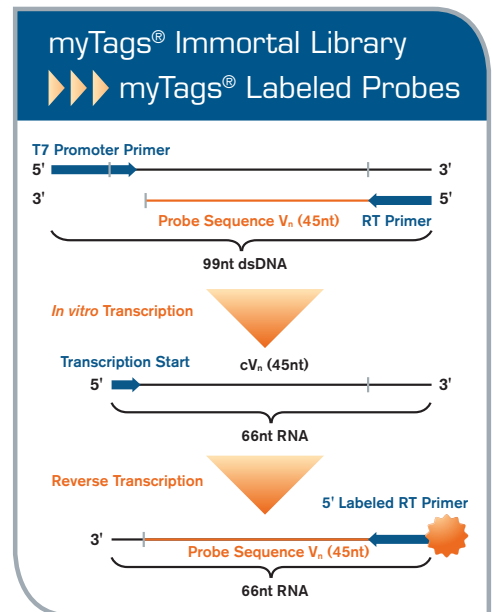 myTags® Immortal Library
myTags® Labeled Probes
T7 Promoter Primer
5' 3'
3' 5'
Probe Sequence Vₙ (45nt) RT Primer
99nt dsDNA
In vitro Transcription
Transcription Start cVₙ (45nt)
5' 3'
66nt RNA
Reverse Transcription
5' Labeled RT Primer
3'
Probe Sequence Vₙ (45nt)
66nt RNA